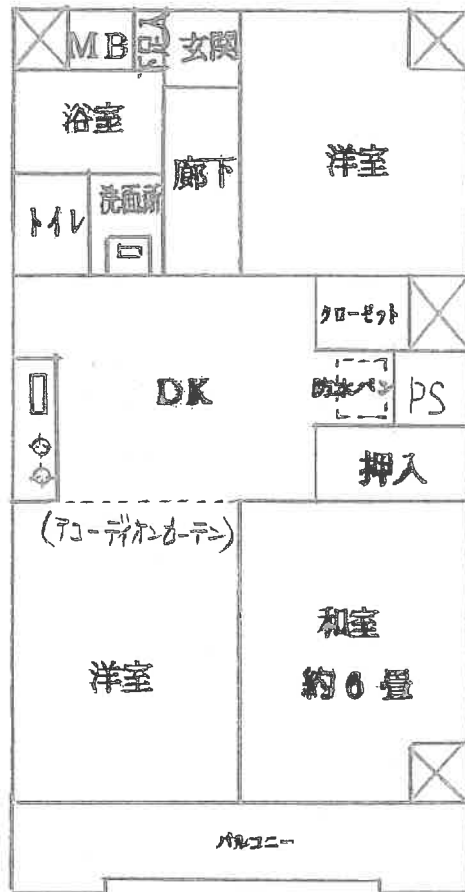 MB
玄関
浴室
廊下
洋室
トイレ
洗面所
クローゼット
DK
防水パン
PS
押入
(アコーディオンカーテン)
洋室
和室
約6畳
バルコニー